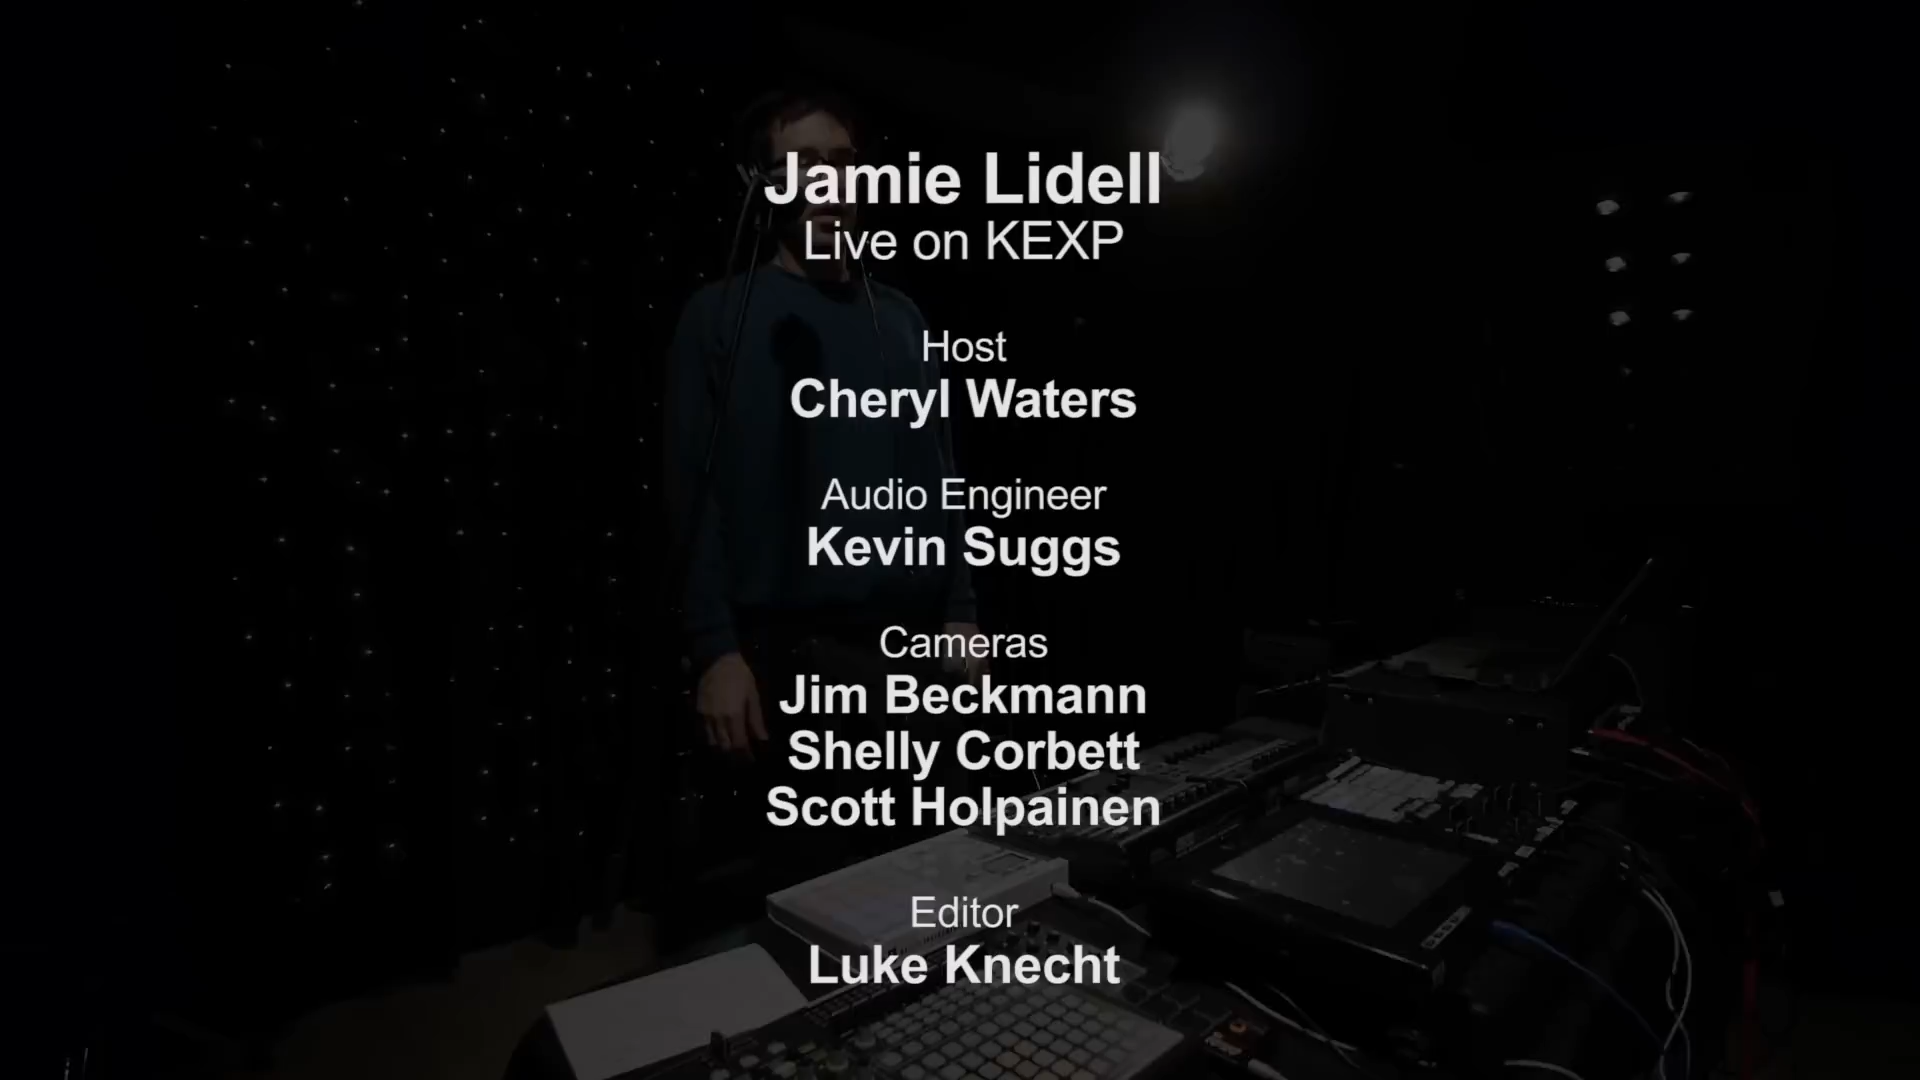 Jamie Lidell
Live on KEXP
Host
Cheryl Waters
Audio Engineer
Kevin Suggs
Cameras
Jim Beckmann
Shelly Corbett
Scott Holpainen
Editor
Luke Knecht